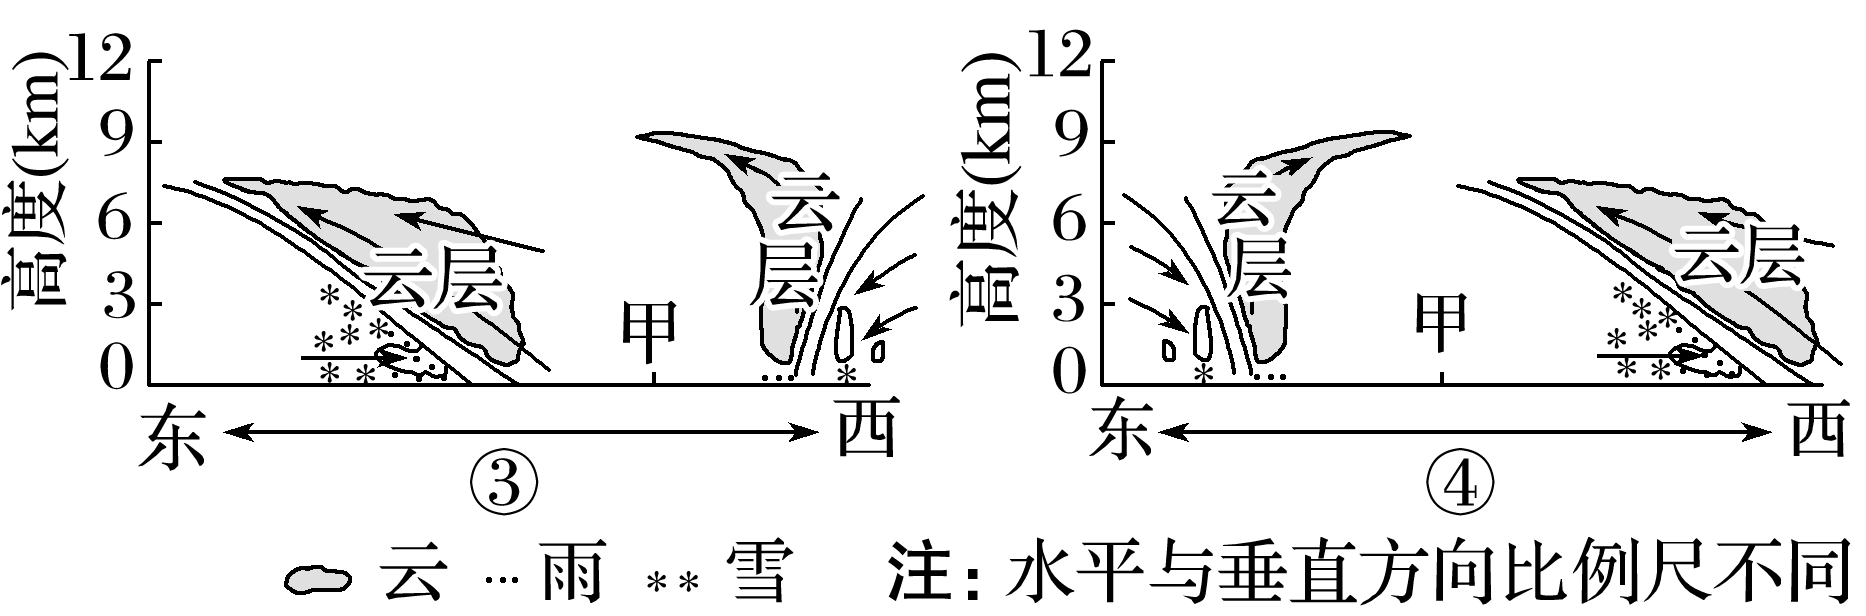 高度(km)
12
9
6
3
0
云层
甲
云层
东
西
③
高度(km)
12
9
6
3
0
云层
甲
云层
东
西
④
云 雨 ** 雪 注:水平与垂直方向比例尺不同